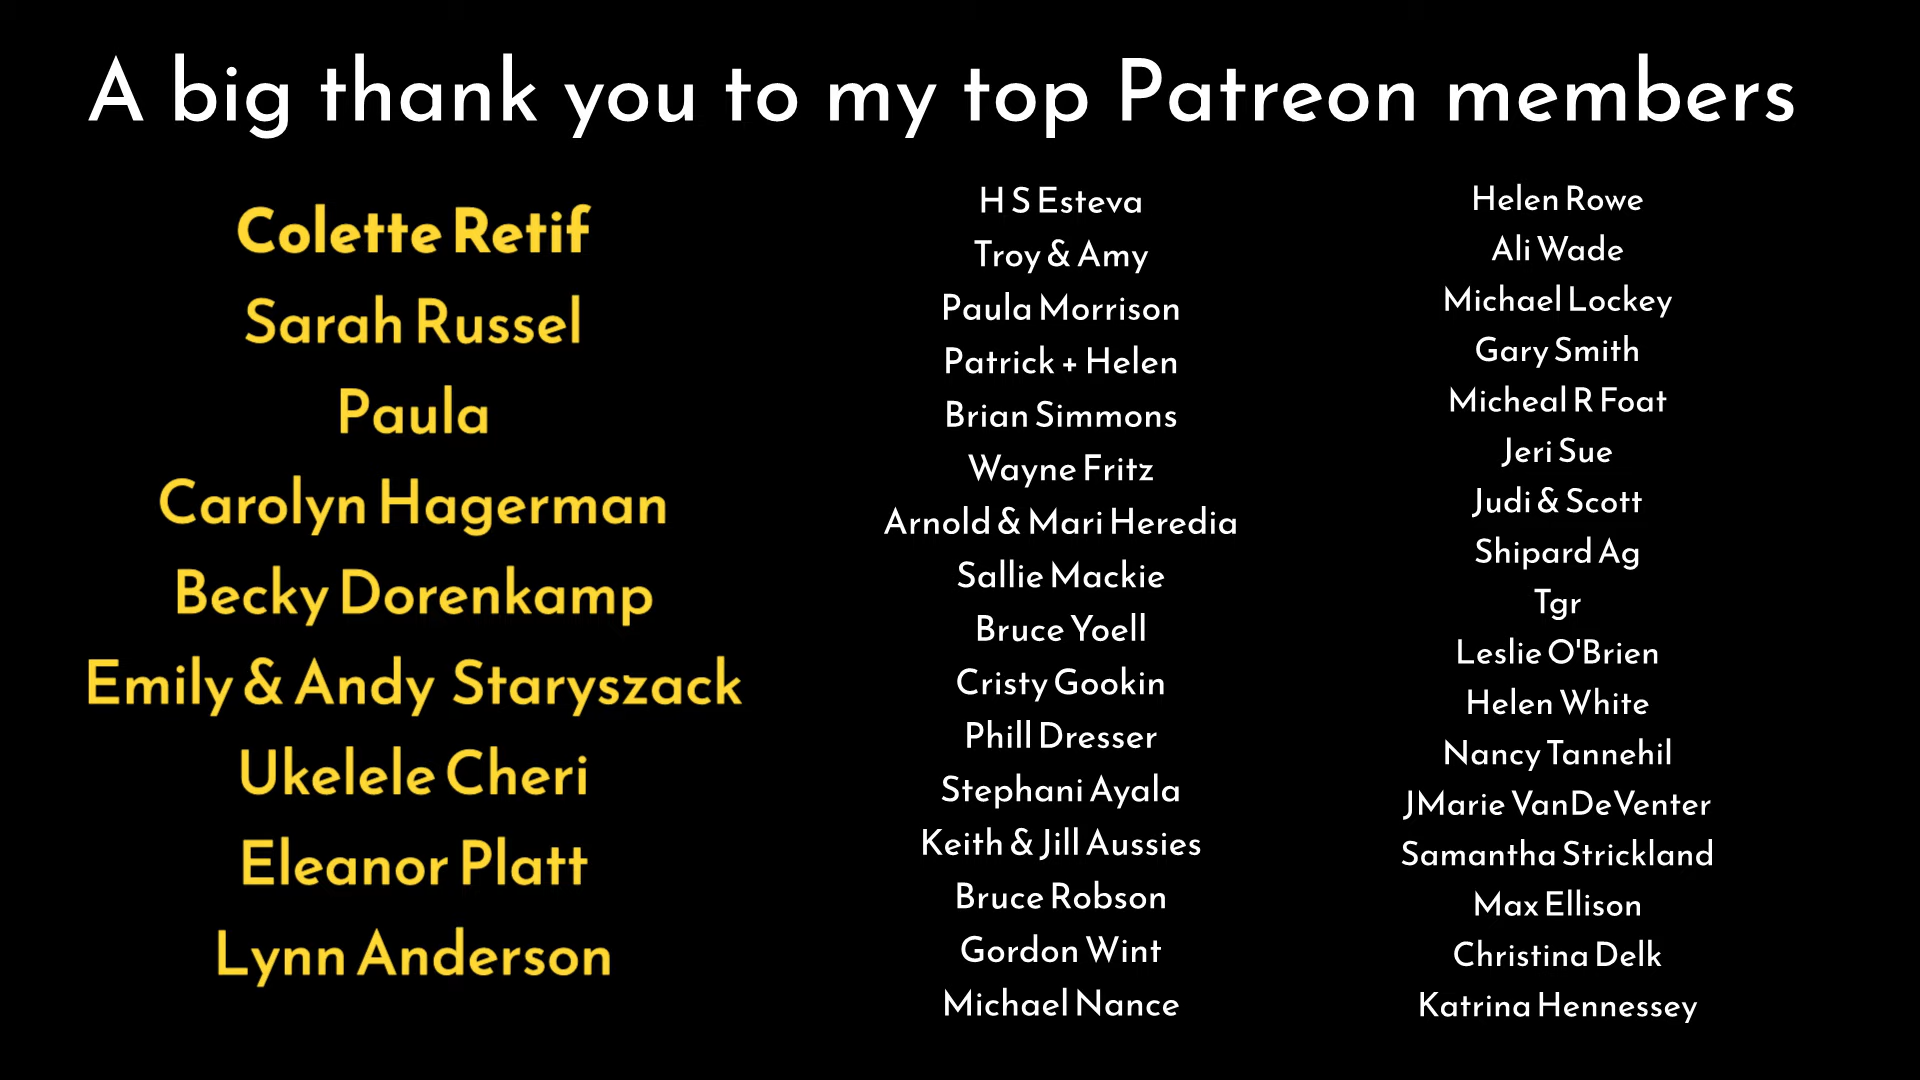 A big thank you to my top Patreon members
Colette Retif
Sarah Russel
Paula
Carolyn Hagerman
Becky Dorenkamp
Emily & Andy Staryszack
Ukelele Cheri
Eleanor Platt
Lynn Anderson
H S Esteva
Troy & Amy
Paula Morrison
Patrick + Helen
Brian Simmons
Wayne Fritz
Arnold & Mari Heredia
Sallie Mackie
Bruce Yoell
Cristy Gookin
Phill Dresser
Stephani Ayala
Keith & Jill Aussies
Bruce Robson
Gordon Wint
Michael Nance
Helen Rowe
Ali Wade
Michael Lockey
Gary Smith
Micheal R Foat
Jeri Sue
Judi & Scott
Shipard Ag
Tgr
Leslie O'Brien
Helen White
Nancy Tannehil
JMarie VanDeVenter
Samantha Strickland
Max Ellison
Christina Delk
Katrina Hennessey